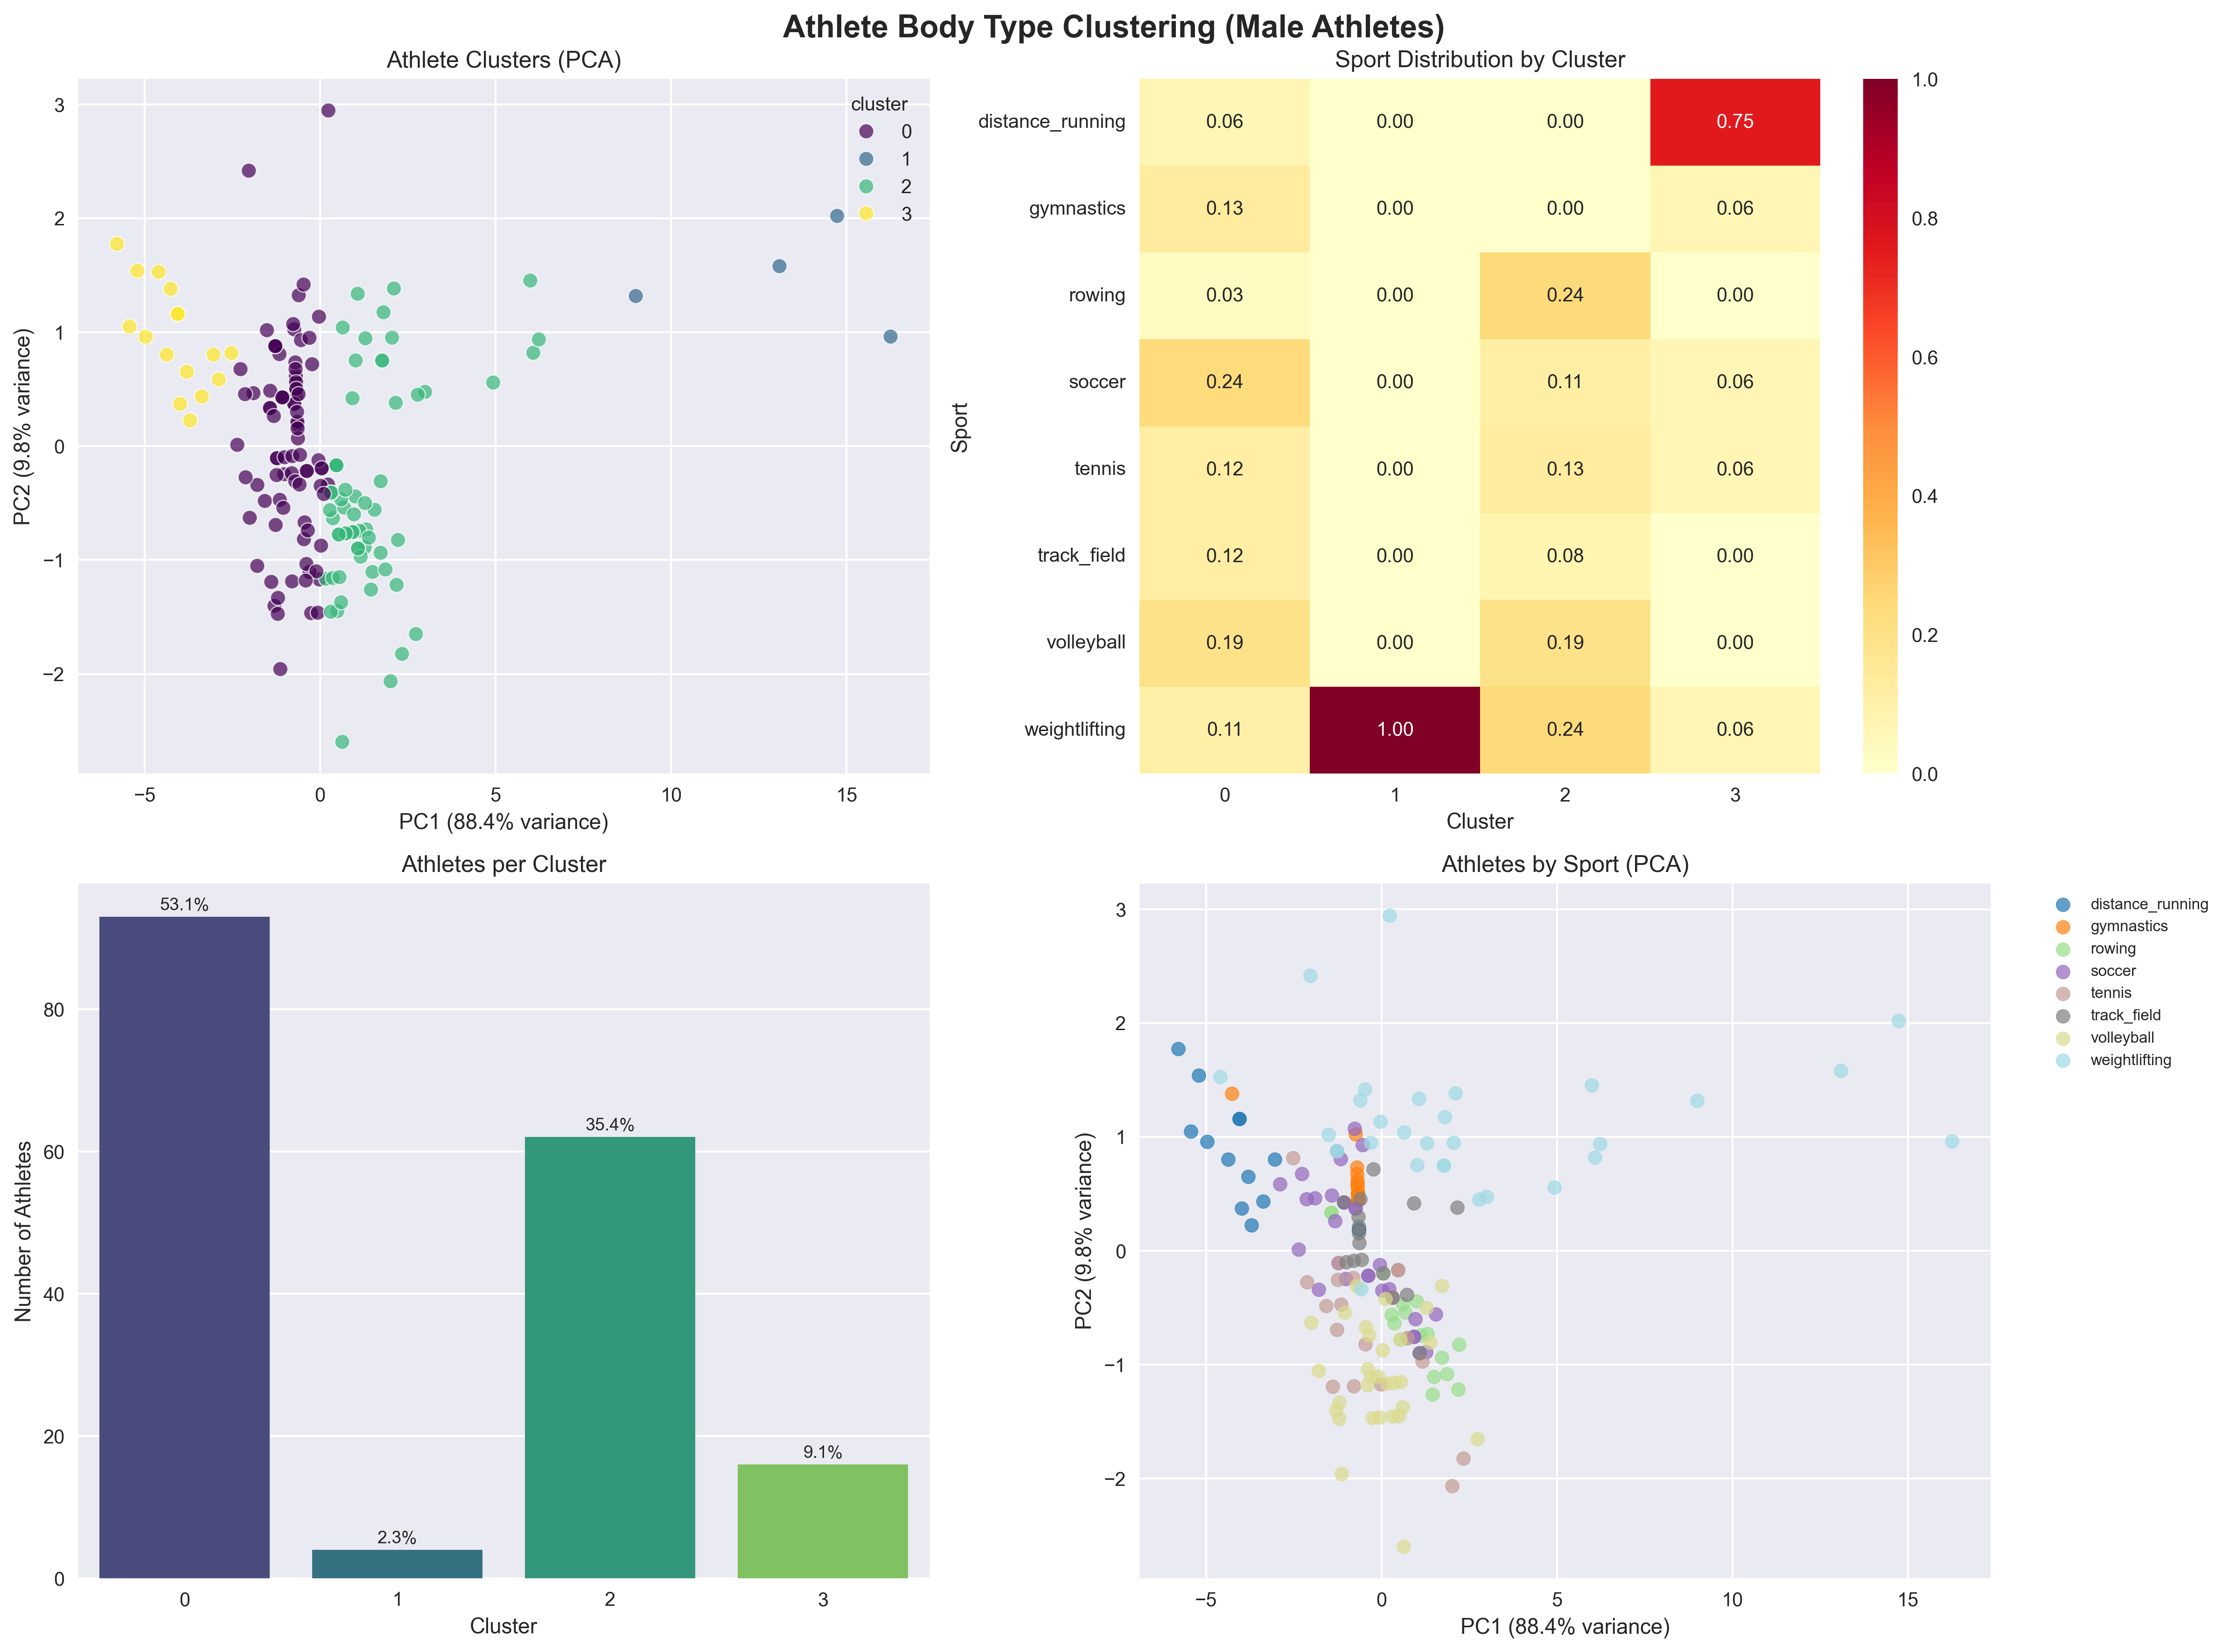 Athlete Body Type Clustering (Male Athletes)
Athlete Clusters (PCA)
3
2
1
0
−1
−2
PC2 (9.8% variance)
−5
0
5
10
15
PC1 (88.4% variance)
cluster
0
1
2
3
Sport Distribution by Cluster
Sport
distance_running 0.06 0.00 0.00 0.75
gymnastics 0.13 0.00 0.00 0.06
rowing 0.03 0.00 0.24 0.00
soccer 0.24 0.00 0.11 0.06
tennis 0.12 0.00 0.13 0.06
track_field 0.12 0.00 0.08 0.00
volleyball 0.19 0.00 0.19 0.00
weightlifting 0.11 1.00 0.24 0.06
0 1 2 3
Cluster
1.0
0.8
0.6
0.4
0.2
0.0
Athletes per Cluster
53.1%
2.3%
35.4%
9.1%
80
60
40
20
0
Number of Athletes
0 1 2 3
Cluster
Athletes by Sport (PCA)
3
2
1
0
−1
−2
PC2 (9.8% variance)
−5
0
5
10
15
PC1 (88.4% variance)
distance_running
gymnastics
rowing
soccer
tennis
track_field
volleyball
weightlifting